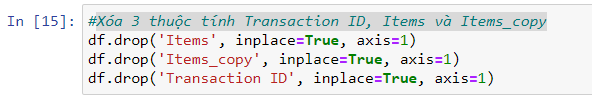 In [15]: #Xóa 3 thuộc tính Transaction ID, Items và Items_copy
df.drop('Items', inplace=True, axis=1)
df.drop('Items_copy', inplace=True, axis=1)
df.drop('Transaction ID', inplace=True, axis=1)